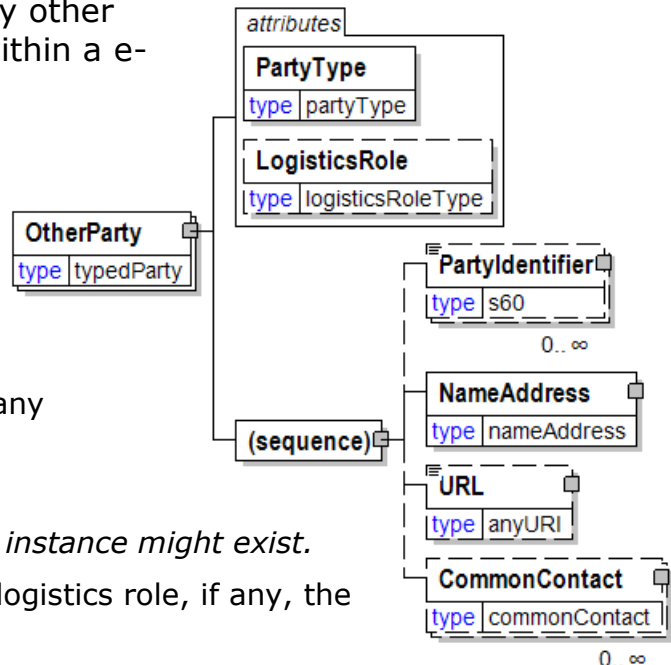 y other
ithin a e-
attributes
PartyType
type partyType
LogisticsRole
type logisticsRoleType
OtherParty
type typedParty
PartyIdentifier
type s60
0.. ∞
any
NameAddress
type nameAddress
(sequence)
URL
type anyURI
instance might exist.
CommonContact
logistics role, if any, the
type commonContact
0.. ∞